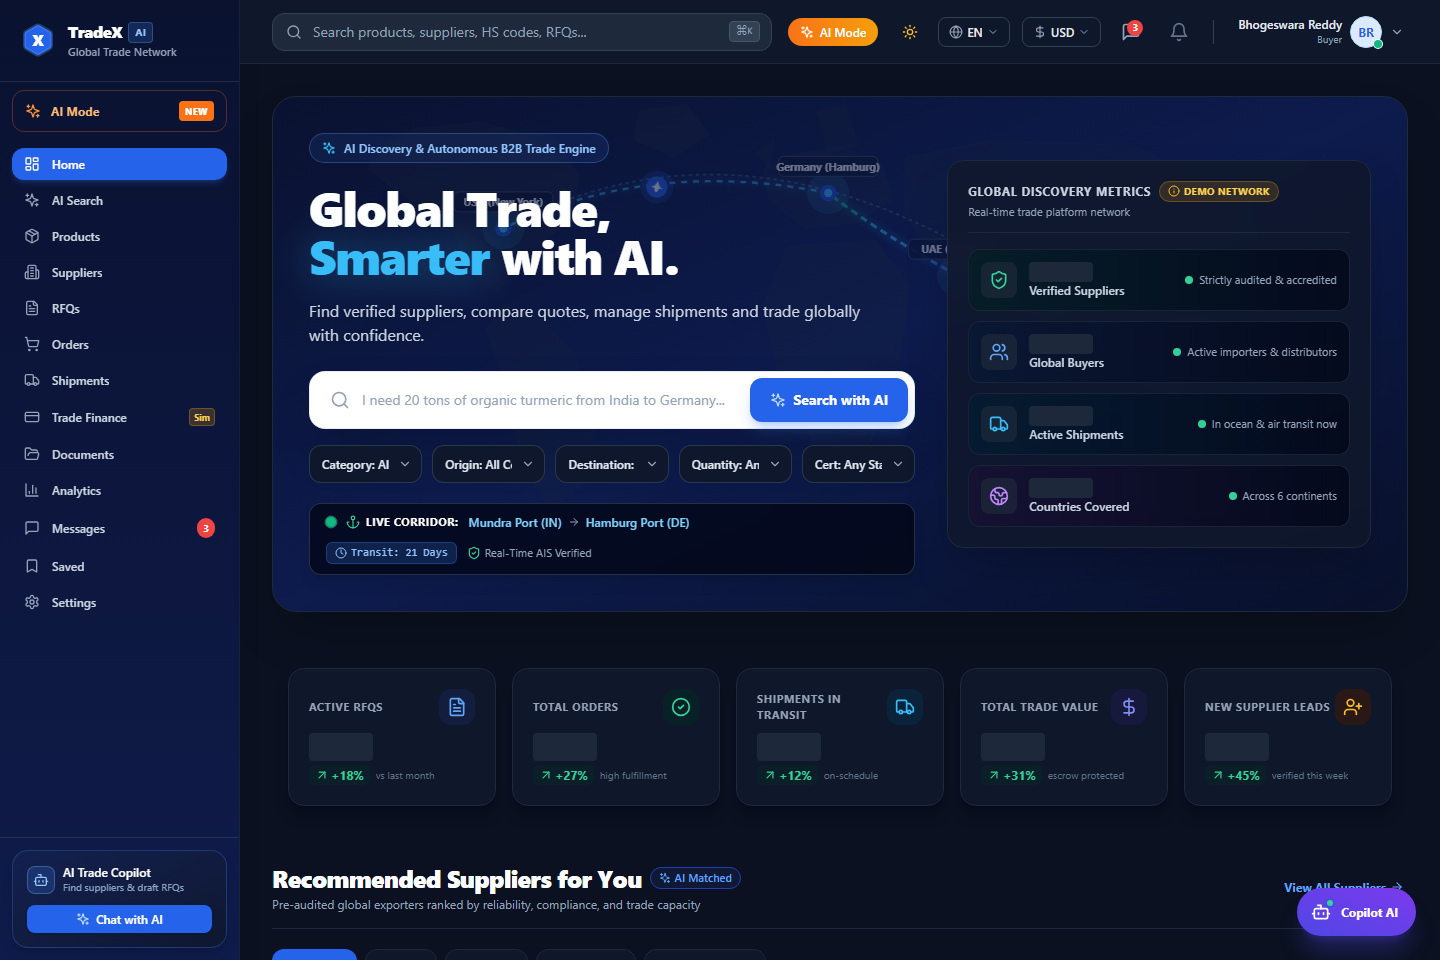 TradeX AI
Global Trade Network
AI Mode NEW
Home
AI Search
Products
Suppliers
RFQs
Orders
Shipments
Trade Finance Sim
Documents
Analytics
Messages 3
Saved
Settings
AI Trade Copilot
Find suppliers & draft RFQs
Chat with AI
Search products, suppliers, HS codes, RFQs... ⌘K
AI Mode
EN
$ USD
3
Bhogeswara Reddy
Buyer
BR
AI Discovery & Autonomous B2B Trade Engine
Germany (Hamburg)
UAE (
Global Trade,
Smarter with AI.
Find verified suppliers, compare quotes, manage shipments and trade globally
with confidence.
I need 20 tons of organic turmeric from India to Germany...
Search with AI
Category: Al
Origin: All Co
Destination:
Quantity: An
Cert: Any Sta
LIVE CORRIDOR: Mundra Port (IN) → Hamburg Port (DE)
Transit: 21 Days
Real-Time AIS Verified
GLOBAL DISCOVERY METRICS DEMO NETWORK
Real-time trade platform network
Verified Suppliers
Strictly audited & accredited
Global Buyers
Active importers & distributors
Active Shipments
In ocean & air transit now
Countries Covered
Across 6 continents
ACTIVE RFQS
+18% vs last month
TOTAL ORDERS
+27% high fulfillment
SHIPMENTS IN
TRANSIT
+12% on-schedule
TOTAL TRADE VALUE
+31% escrow protected
NEW SUPPLIER LEADS
+45% verified this week
Recommended Suppliers for You AI Matched
Pre-audited global exporters ranked by reliability, compliance, and trade capacity
View All Suppliers →
Copilot AI